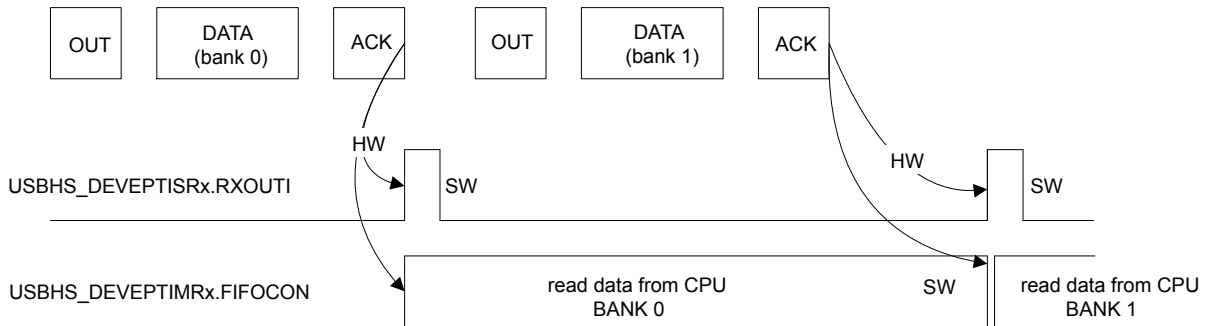 OUT
DATA
(bank 0)
ACK
OUT
DATA
(bank 1)
ACK
HW
HW
USBHS_DEVEPTISRx.RXOUTI
SW
SW
USBHS_DEVEPTIMRx.FIFOCON
read data from CPU
BANK 0
SW
read data from CPU
BANK 1